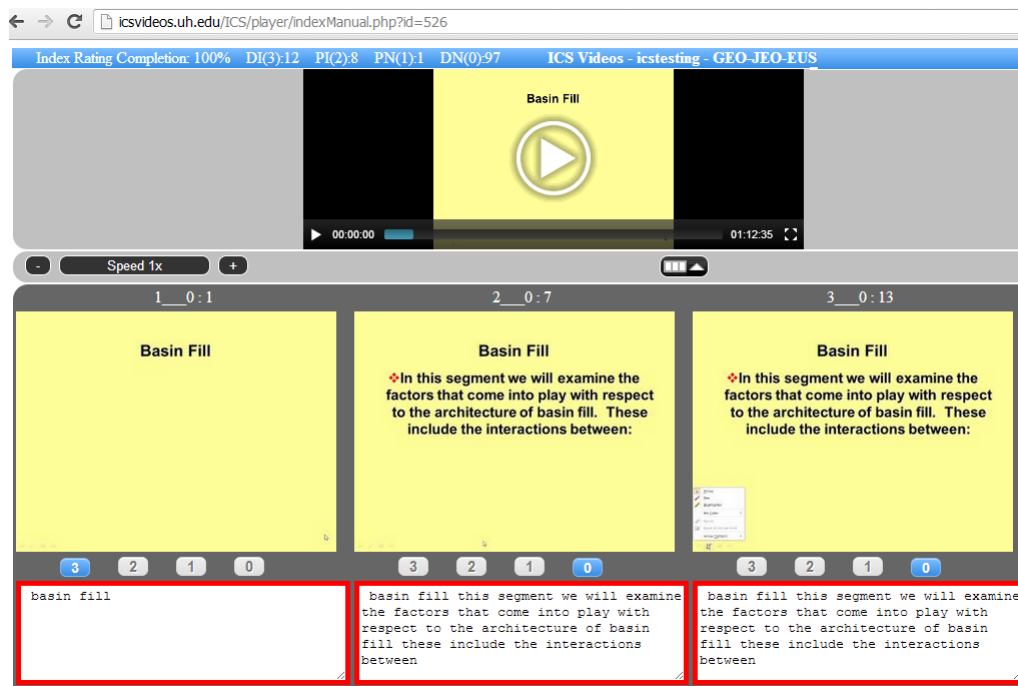 icsvideos.uh.edu/ICS/player/indexManual.php?id=526
Index Rating Completion: 100% DI(3):12 PI(2):8 PN(1):1 DN(0):97 ICS Videos - icstesting - GEO-JEO-EUS
Basin Fill
00:00:00 01:12:35
- Speed 1x +
1___0 : 1
2___0 : 7
3___0 : 13
Basin Fill
Basin Fill
❖In this segment we will examine the
factors that come into play with respect
to the architecture of basin fill. These
include the interactions between:
Basin Fill
❖In this segment we will examine the
factors that come into play with respect
to the architecture of basin fill. These
include the interactions between:
3 2 1 0
3 2 1 0
3 2 1 0
basin fill
basin fill this segment we will examine
the factors that come into play with
respect to the architecture of basin
fill these include the interactions
between
basin fill this segment we will examine
the factors that come into play with
respect to the architecture of basin
fill these include the interactions
between